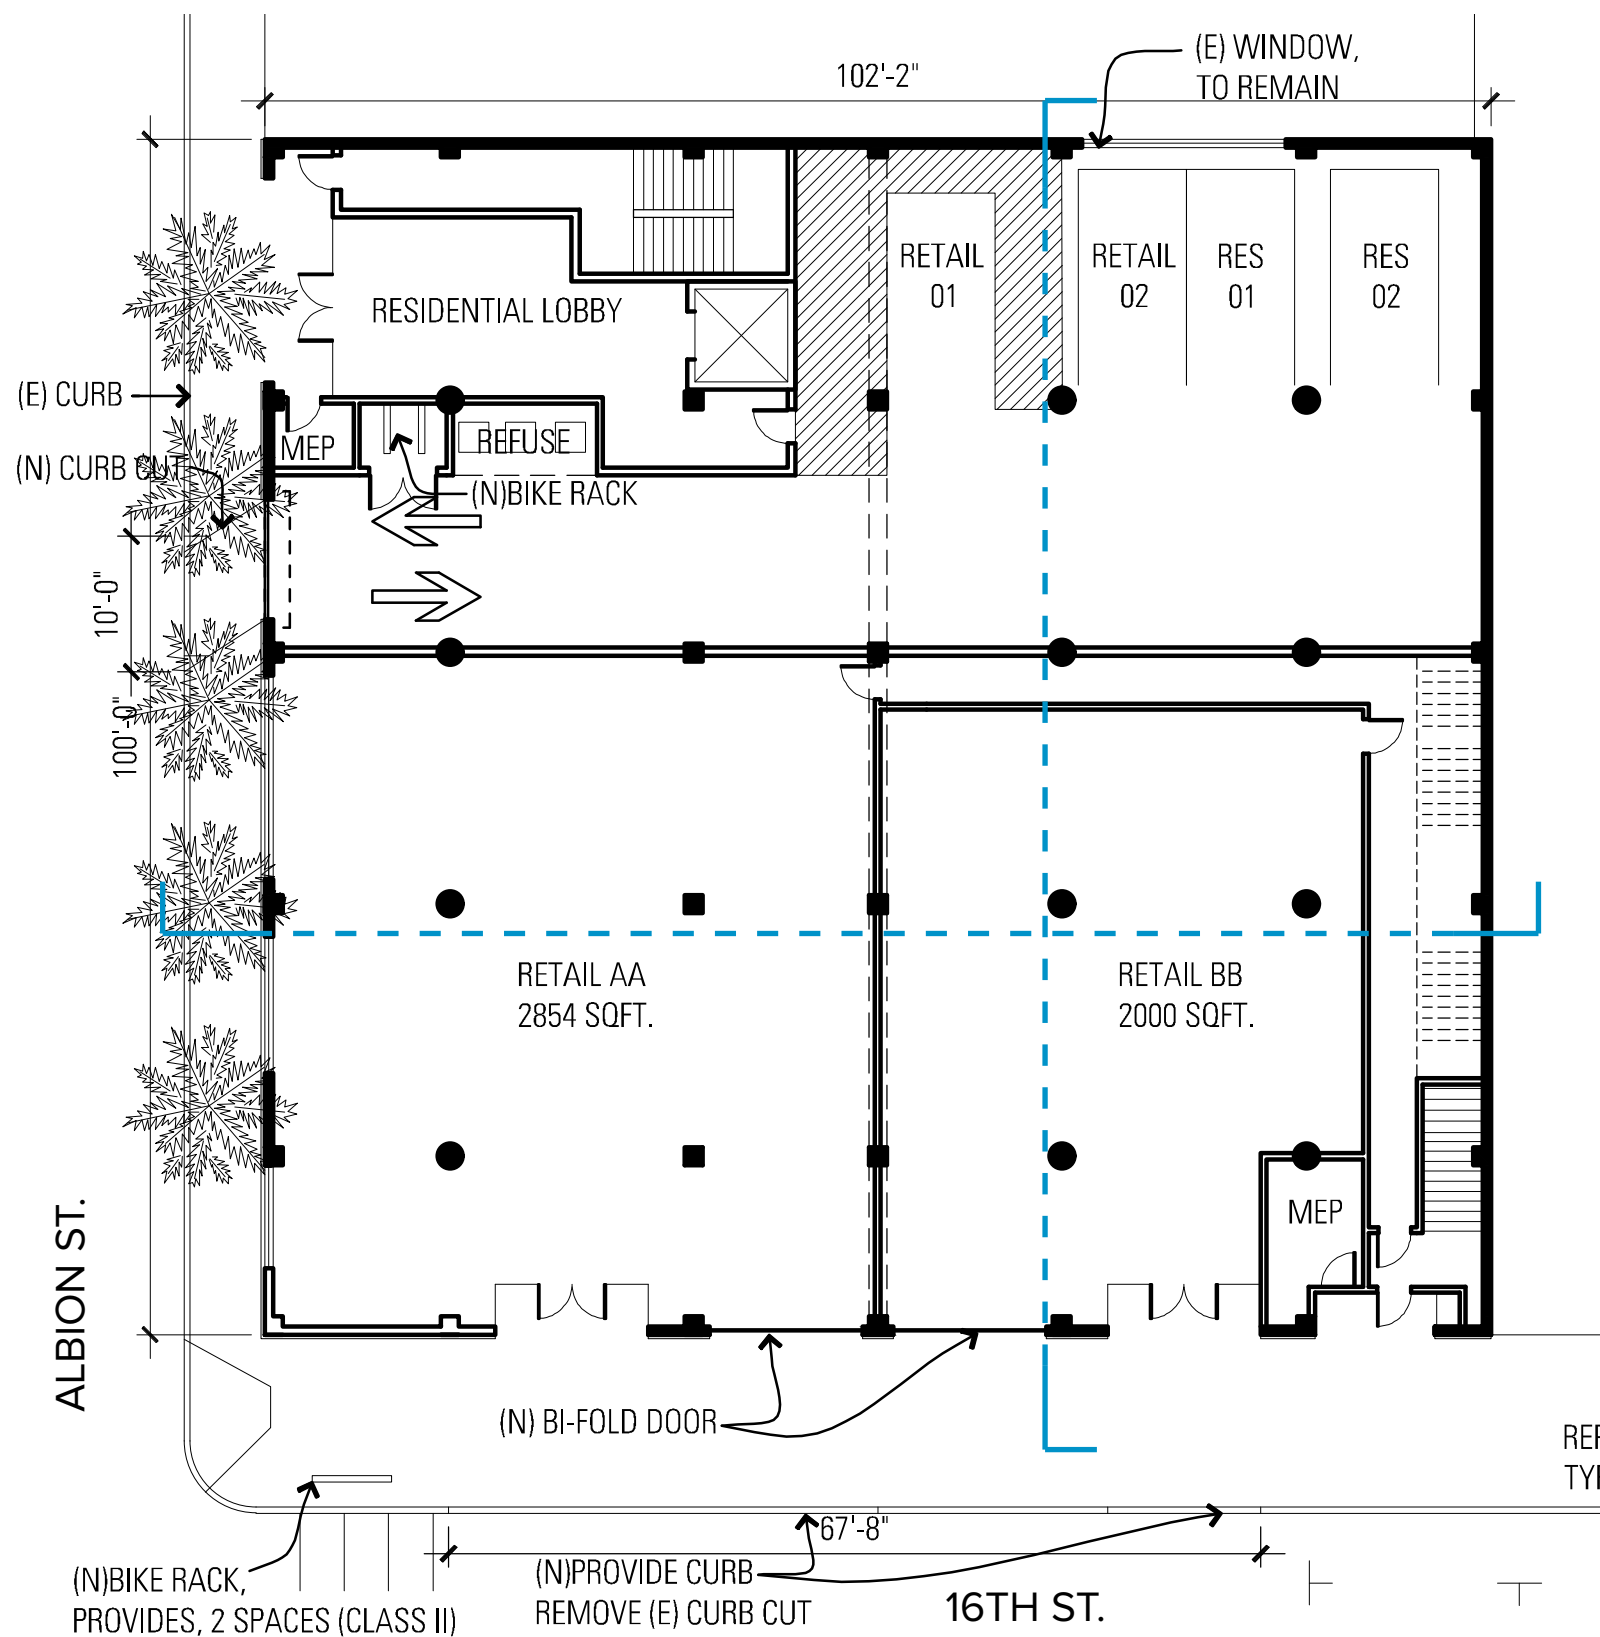 (E) WINDOW,
TO REMAIN
102'-2"
RETAIL
01
RETAIL
02
RES
01
RES
02
RESIDENTIAL LOBBY
(E) CURB
MEP
REFUSE
(N) CURB CUT
(N)BIKE RACK
10'-0"
100'-0"
RETAIL AA
2854 SQFT.
RETAIL BB
2000 SQFT.
MEP
ALBION ST.
(N) BI-FOLD DOOR
67'-8"
(N)BIKE RACK,
PROVIDES, 2 SPACES (CLASS II)
(N)PROVIDE CURB
REMOVE (E) CURB CUT
16TH ST.